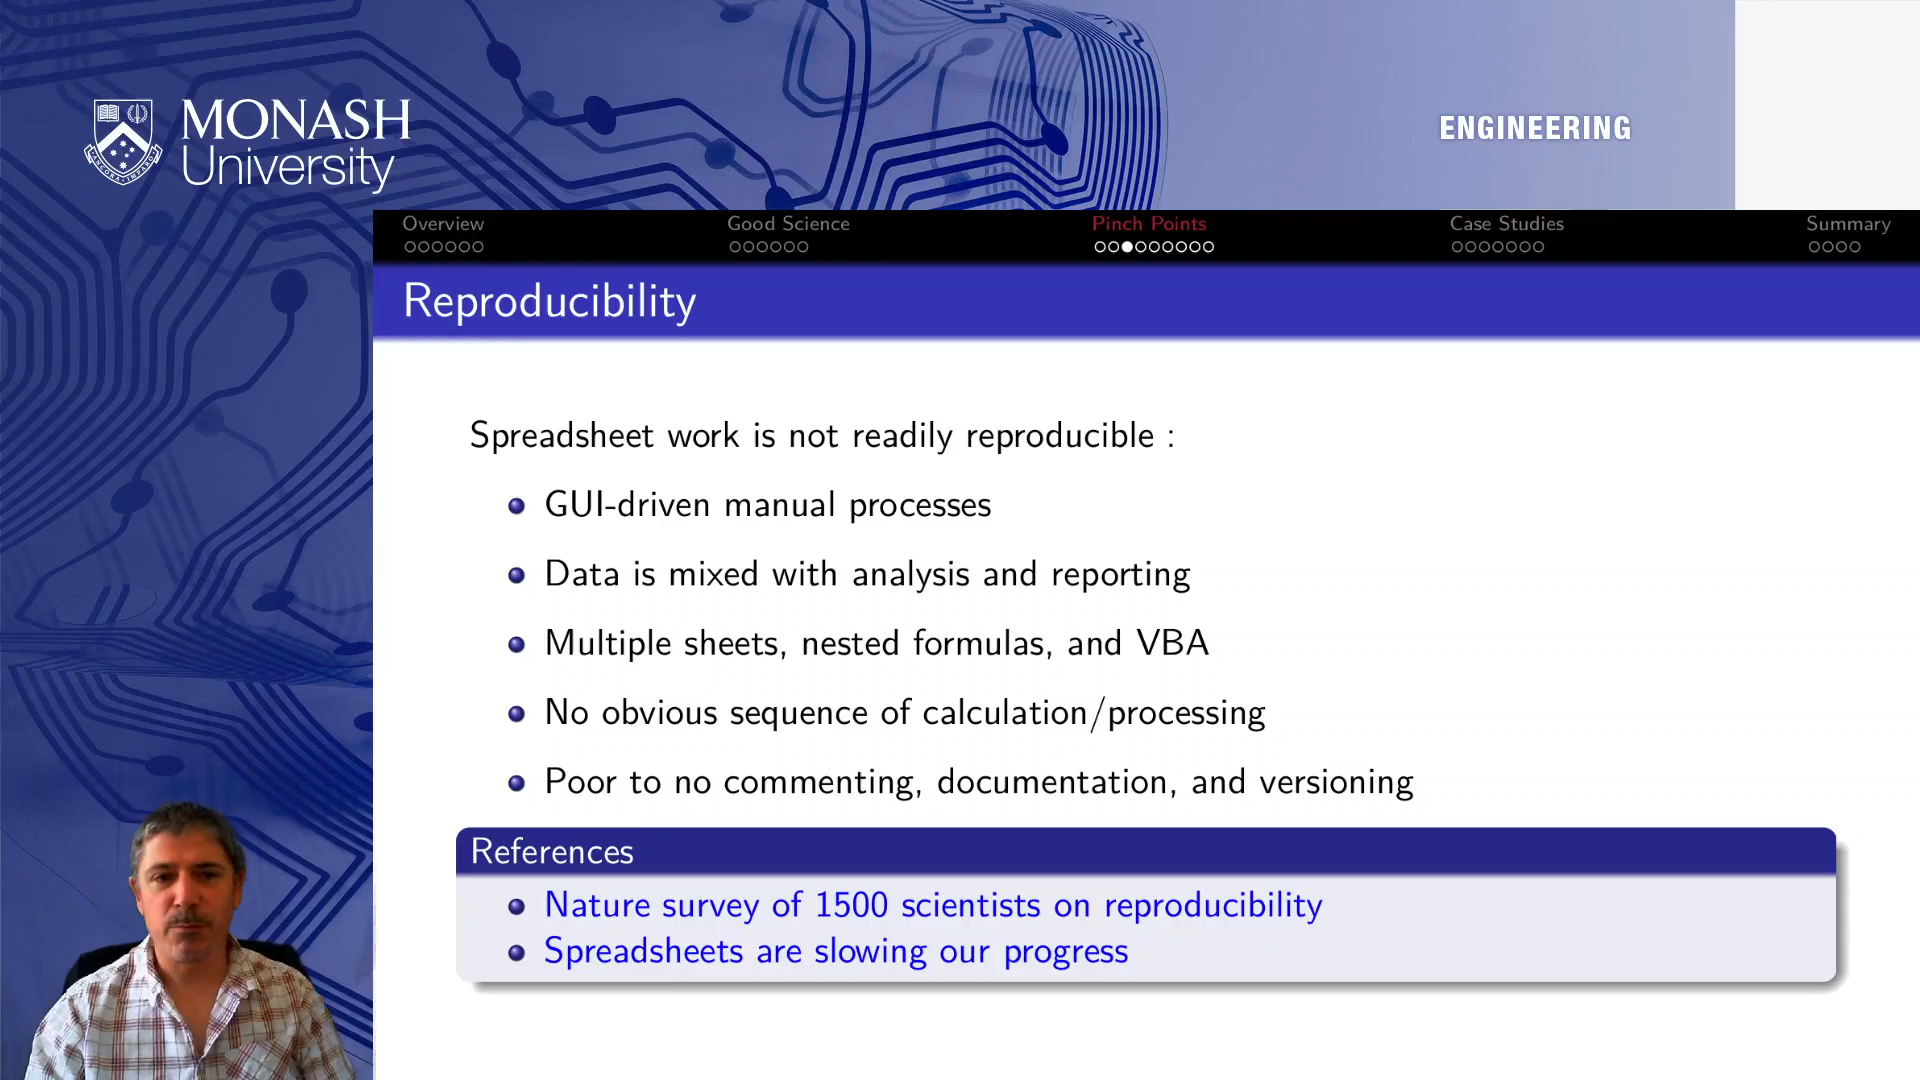 MONASH
University
ENGINEERING
Overview
Good Science
Pinch Points
Case Studies
Summary
Reproducibility
Spreadsheet work is not readily reproducible :
GUI-driven manual processes
Data is mixed with analysis and reporting
Multiple sheets, nested formulas, and VBA
No obvious sequence of calculation/processing
Poor to no commenting, documentation, and versioning
References
Nature survey of 1500 scientists on reproducibility
Spreadsheets are slowing our progress